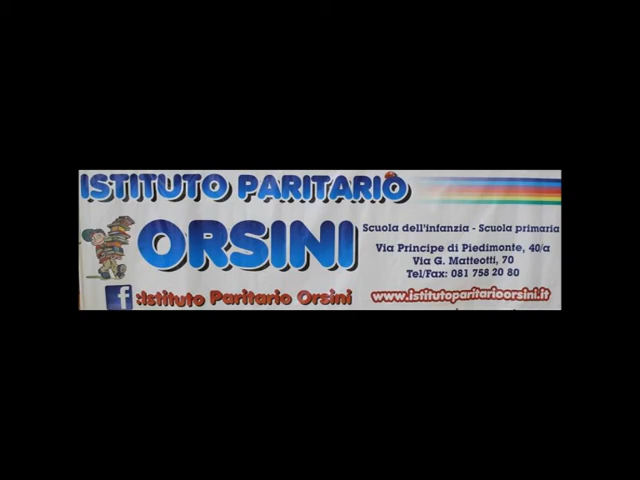 ISTITUTO PARITARIO
ORSINI
Scuola dell'infanzia - Scuola primaria
Via Principe di Piedimonte, 40/a
Via G. Matteotti, 70
Tel/Fax: 081 758 20 80
f :Istituto Paritario Orsini
www.istitutoparitarioorsini.it